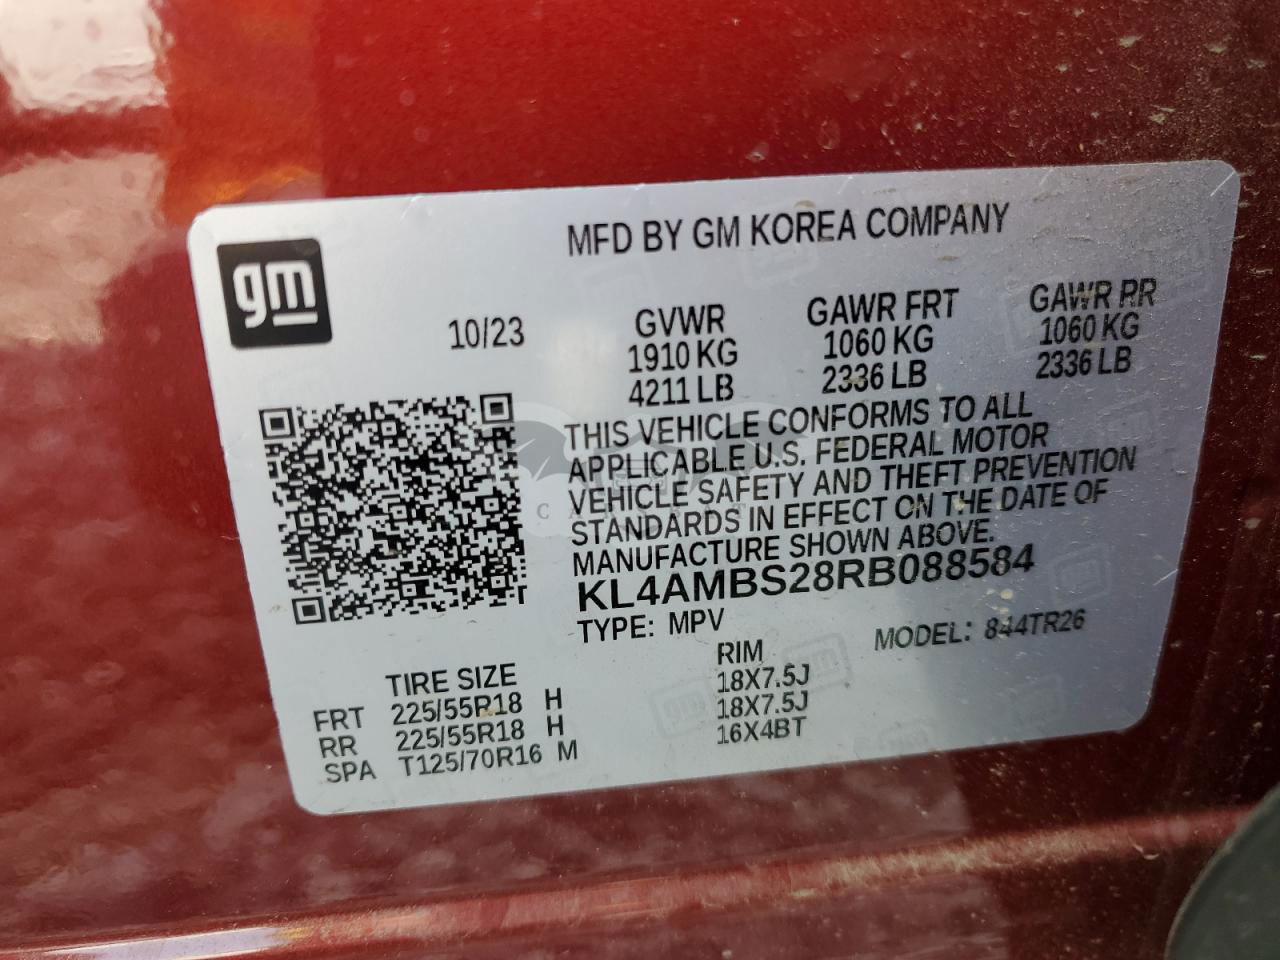 gm
MFD BY GM KOREA COMPANY
10/23
GVWR GAWR FRT GAWR RR
1910 KG 1060 KG 1060 KG
4211 LB 2336 LB 2336 LB
THIS VEHICLE CONFORMS TO ALL
APPLICABLE U.S. FEDERAL MOTOR
VEHICLE SAFETY AND THEFT PREVENTION
STANDARDS IN EFFECT ON THE DATE OF
MANUFACTURE SHOWN ABOVE.
KL4AMBS28RB088584
TYPE: MPV MODEL: 844TR26
TIRE SIZE RIM
FRT 225/55R18 H 18X7.5J
RR 225/55R18 H 18X7.5J
SPA T125/70R16 M 16X4BT